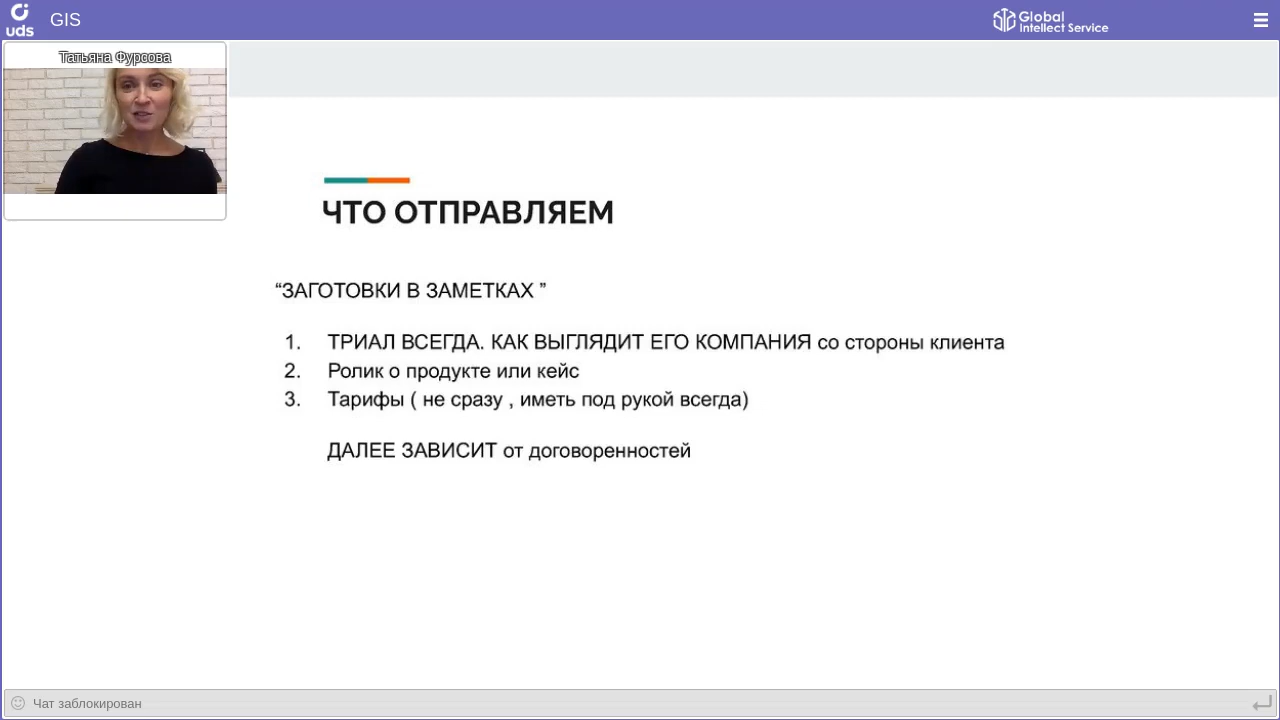 uds
GIS
Global
Intellect Service
Татьяна Фурсова
ЧТО ОТПРАВЛЯЕМ
“ЗАГОТОВКИ В ЗАМЕТКАХ ”
1. ТРИАЛ ВСЕГДА. КАК ВЫГЛЯДИТ ЕГО КОМПАНИЯ со стороны клиента
2. Ролик о продукте или кейс
3. Тарифы ( не сразу , иметь под рукой всегда)
ДАЛЕЕ ЗАВИСИТ от договоренностей
Чат заблокирован